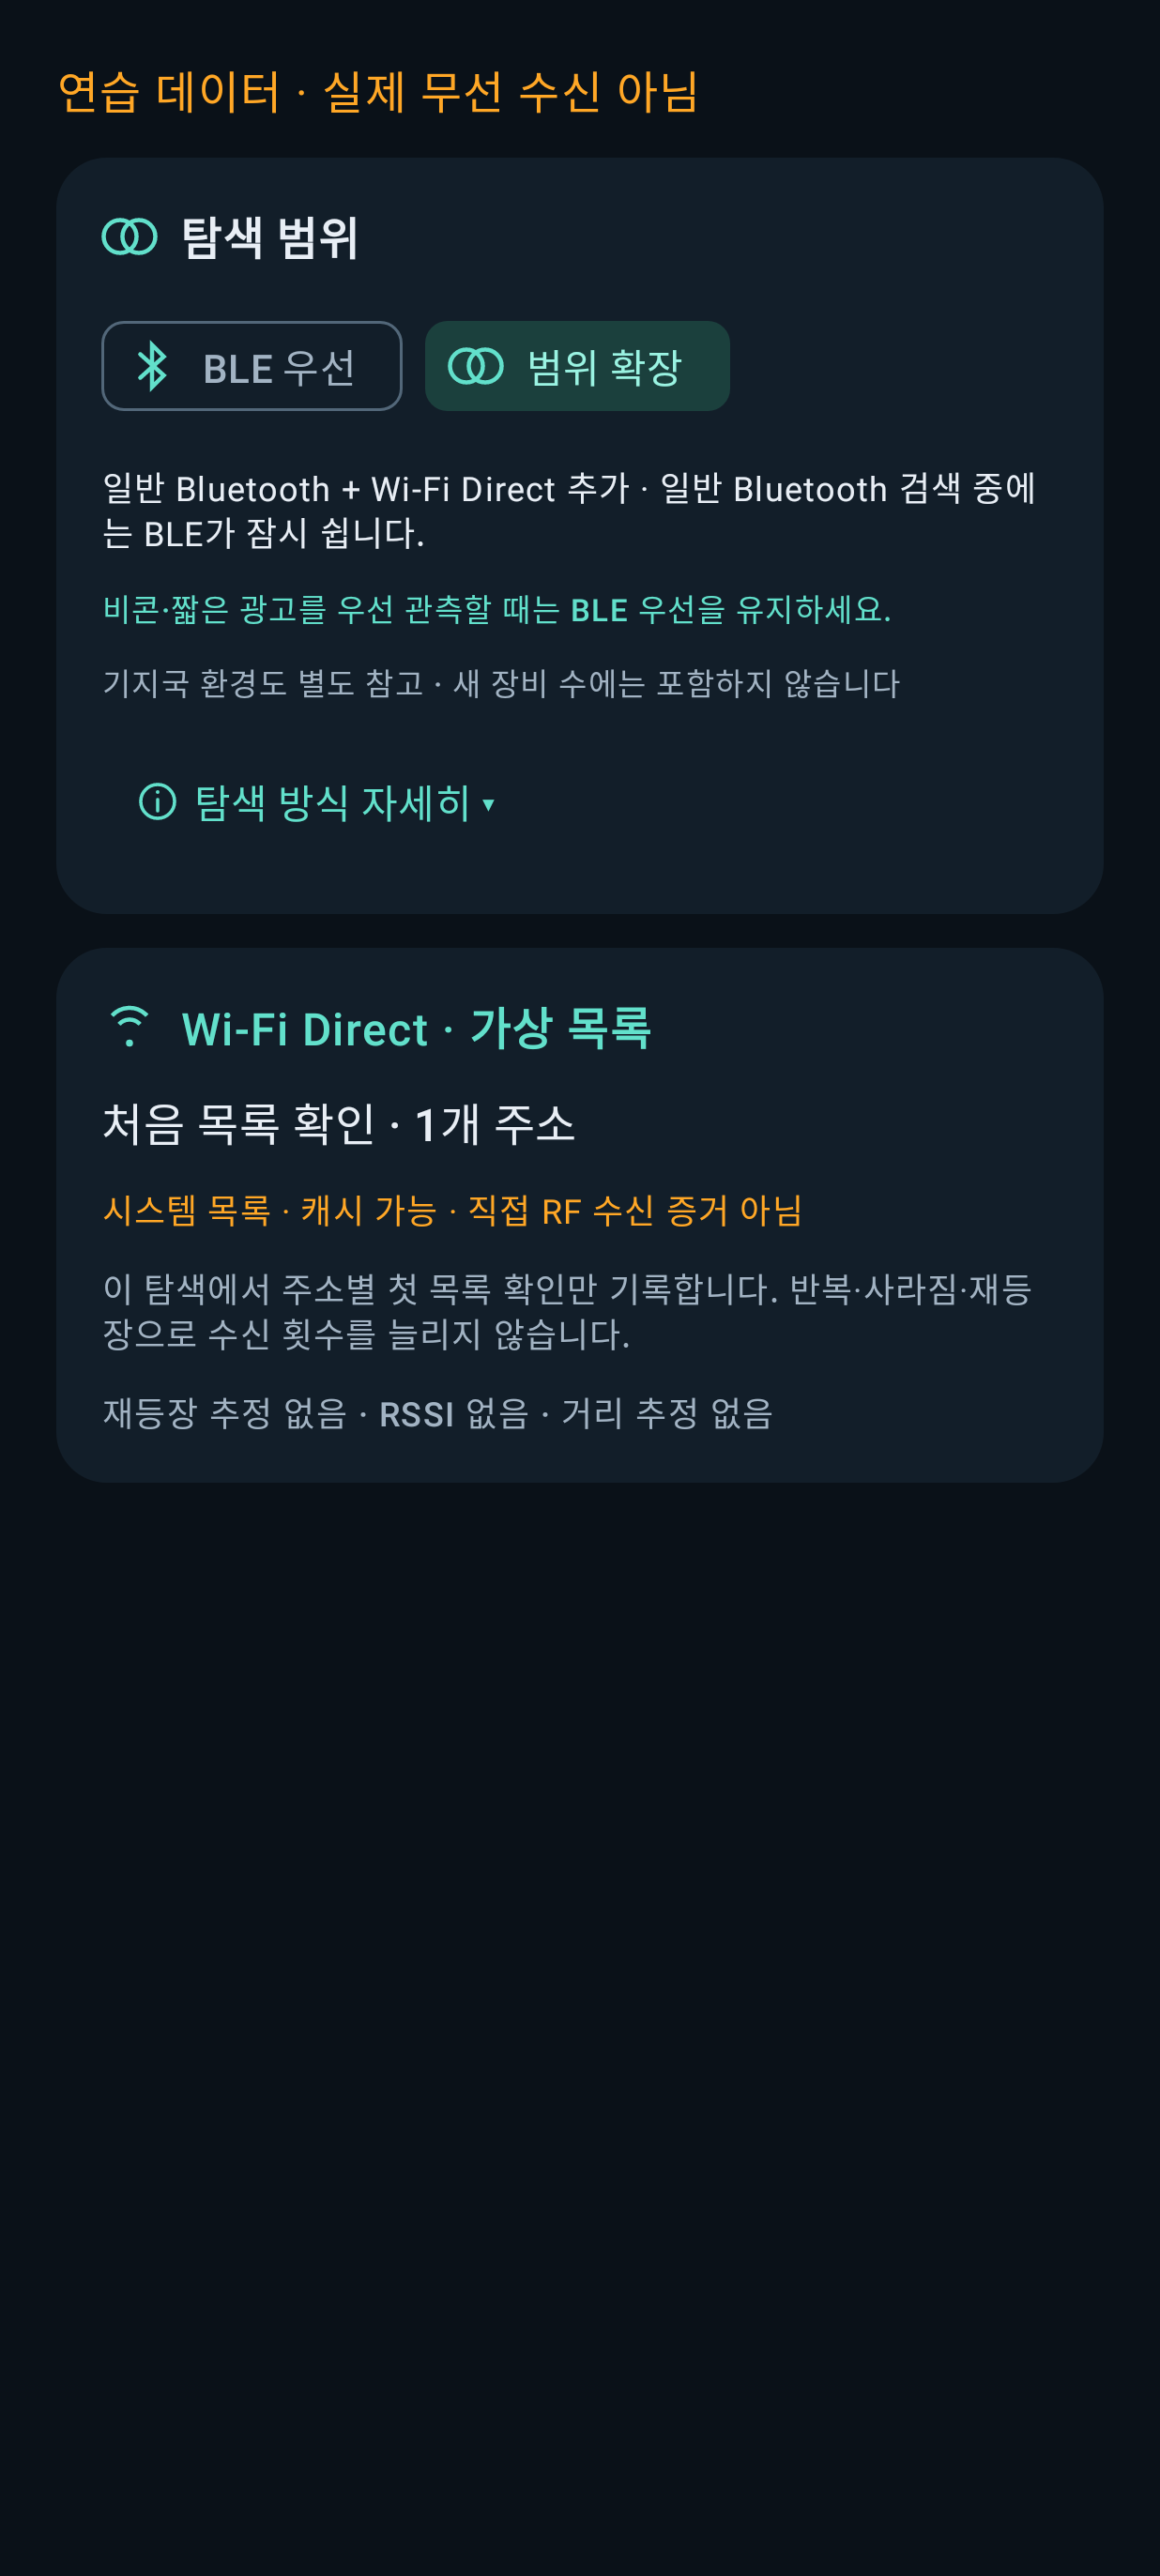 연습 데이터 · 실제 무선 수신 아님
탐색 범위
BLE 우선
범위 확장
일반 Bluetooth + Wi-Fi Direct 추가 · 일반 Bluetooth 검색 중에
는 BLE가 잠시 쉽니다.
비콘·짧은 광고를 우선 관측할 때는 BLE 우선을 유지하세요.
기지국 환경도 별도 참고 · 새 장비 수에는 포함하지 않습니다
탐색 방식 자세히 ▾
Wi-Fi Direct · 가상 목록
처음 목록 확인 · 1개 주소
시스템 목록 · 캐시 가능 · 직접 RF 수신 증거 아님
이 탐색에서 주소별 첫 목록 확인만 기록합니다. 반복·사라짐·재등
장으로 수신 횟수를 늘리지 않습니다.
재등장 추정 없음 · RSSI 없음 · 거리 추정 없음